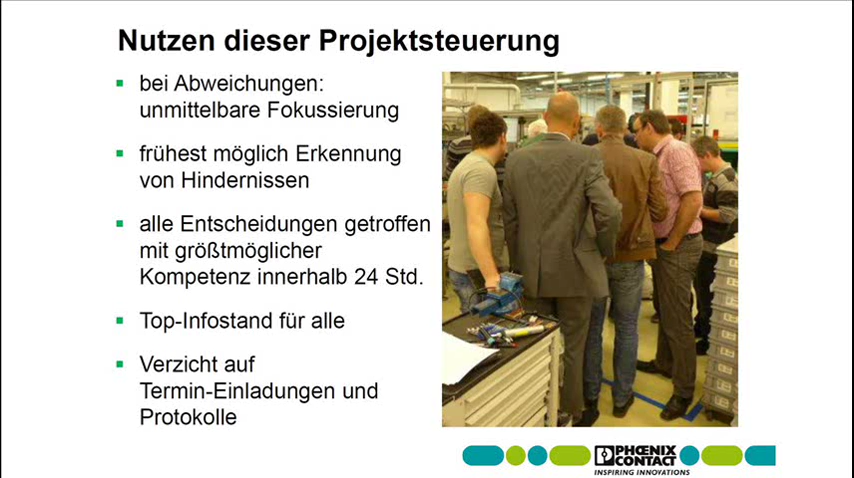 Nutzen dieser Projektsteuerung
bei Abweichungen:
unmittelbare Fokussierung
frühest möglich Erkennung
von Hindernissen
alle Entscheidungen getroffen
mit größtmöglicher
Kompetenz innerhalb 24 Std.
Top-Infostand für alle
Verzicht auf
Termin-Einladungen und
Protokolle
PHŒNIX
CONTACT
INSPIRING INNOVATIONS